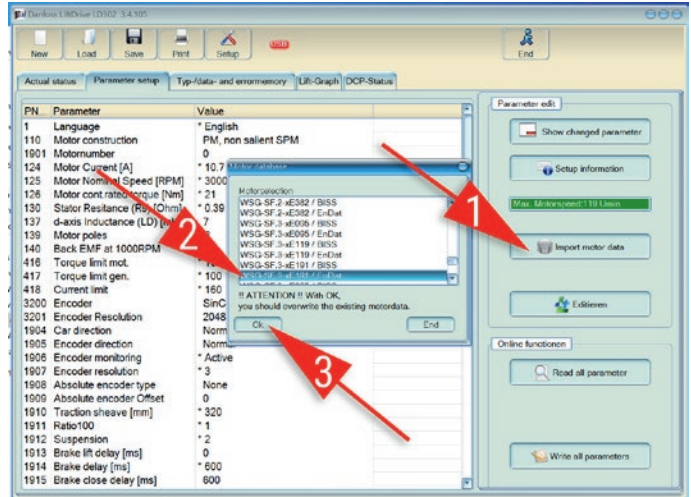 Danfoss LiftDrive LD302 3.4.105
New Load Save Print Setup USB End
Actual status Parameter setup Typ-/data- and errormemory Lift-Graph DCP-Status
PN... Parameter Value
1 Language * English
110 Motor construction PM, non salient SPM
1901 Motornumber 0
124 Motor Current [A] * 10.7
125 Motor Nominal Speed [RPM] * 3000
126 Motor cont.rated torque [Nm] * 21
130 Stator Resitance (RS) [Ohm] * 0.39
137 d-axis Inductance (LD) 7
139 Motor poles
140 Back EMF at 1000RPM
416 Torque limit mot.
417 Torque limit gen. * 100
418 Current limit * 160
3200 Encoder SinC
3201 Encoder Resolution 2048
1904 Car direction Norm
1905 Encoder direction Norm
1906 Encoder monitoring * Active
1907 Encoder resolution * 3
1908 Absolute encoder type None
1909 Absolute encoder Offset 0
1910 Traction sheave [mm] * 320
1911 Ratio100 * 1
1912 Suspension * 2
1913 Brake lift delay [ms] 0
1914 Brake delay [ms] * 600
1915 Brake close delay [ms] 600
Motor database
Motorselection
WSG-SF.2-xE382 / BISS
WSG-SF.2-xE382 / EnDat
WSG-SF.3-xE095 / BISS
WSG-SF.3-xE095 / EnDat
WSG-SF.3-xE119 / BISS
WSG-SF.3-xE119 / EnDat
WSG-SF.3-xE191 / BISS
WSG-SF.3-xE191 / EnDat
!! ATTENTION !! With OK,
you should overwrite the existing motordata.
Ok End
1
2
3
Parameter edit
Show changed parameter
Setup information
Max. Motorspeed:119 U/min
Import motor data
Editieren
Online functionen
Read all parameter
Write all parameters